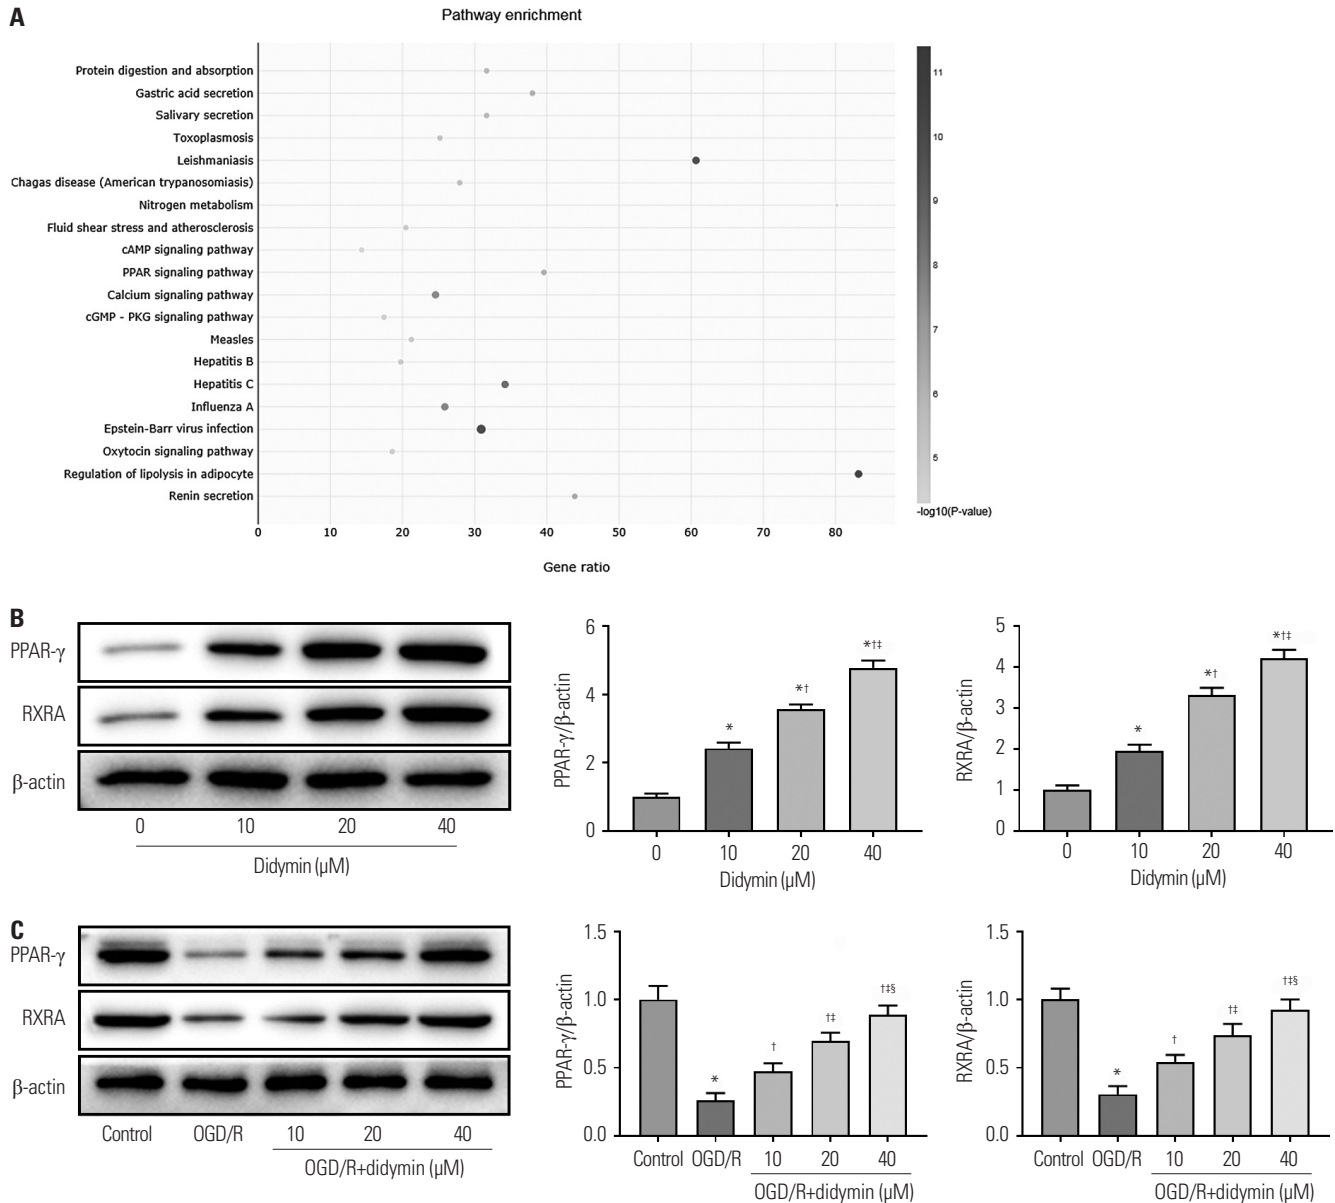 A
Pathway enrichment
Protein digestion and absorption
Gastric acid secretion
Salivary secretion
Toxoplasmosis
Leishmaniasis
Chagas disease (American trypanosomiasis)
Nitrogen metabolism
Fluid shear stress and atherosclerosis
cAMP signaling pathway
PPAR signaling pathway
Calcium signaling pathway
cGMP - PKG signaling pathway
Measles
Hepatitis B
Hepatitis C
Influenza A
Epstein-Barr virus infection
Oxytocin signaling pathway
Regulation of lipolysis in adipocyte
Renin secretion
0 10 20 30 40 50 60 70 80
Gene ratio
11
10
9
8
7
6
5
-log10(P-value)
B
PPAR-γ
RXRA
β-actin
0 10 20 40
Didymin (µM)
PPAR-γ/β-actin
6
4
2
0
*
*†
*†‡
0 10 20 40
Didymin (µM)
RXRA/β-actin
5
4
3
2
1
0
*
*†
*†‡
0 10 20 40
Didymin (µM)
C
PPAR-γ
RXRA
β-actin
Control OGD/R 10 20 40
OGD/R+didymin (µM)
PPAR-γ/β-actin
1.5
1.0
0.5
0.0
*
†
†‡
†‡§
Control OGD/R 10 20 40
OGD/R+didymin (µM)
RXRA/β-actin
1.5
1.0
0.5
0.0
*
†
†‡
†‡§
Control OGD/R 10 20 40
OGD/R+didymin (µM)